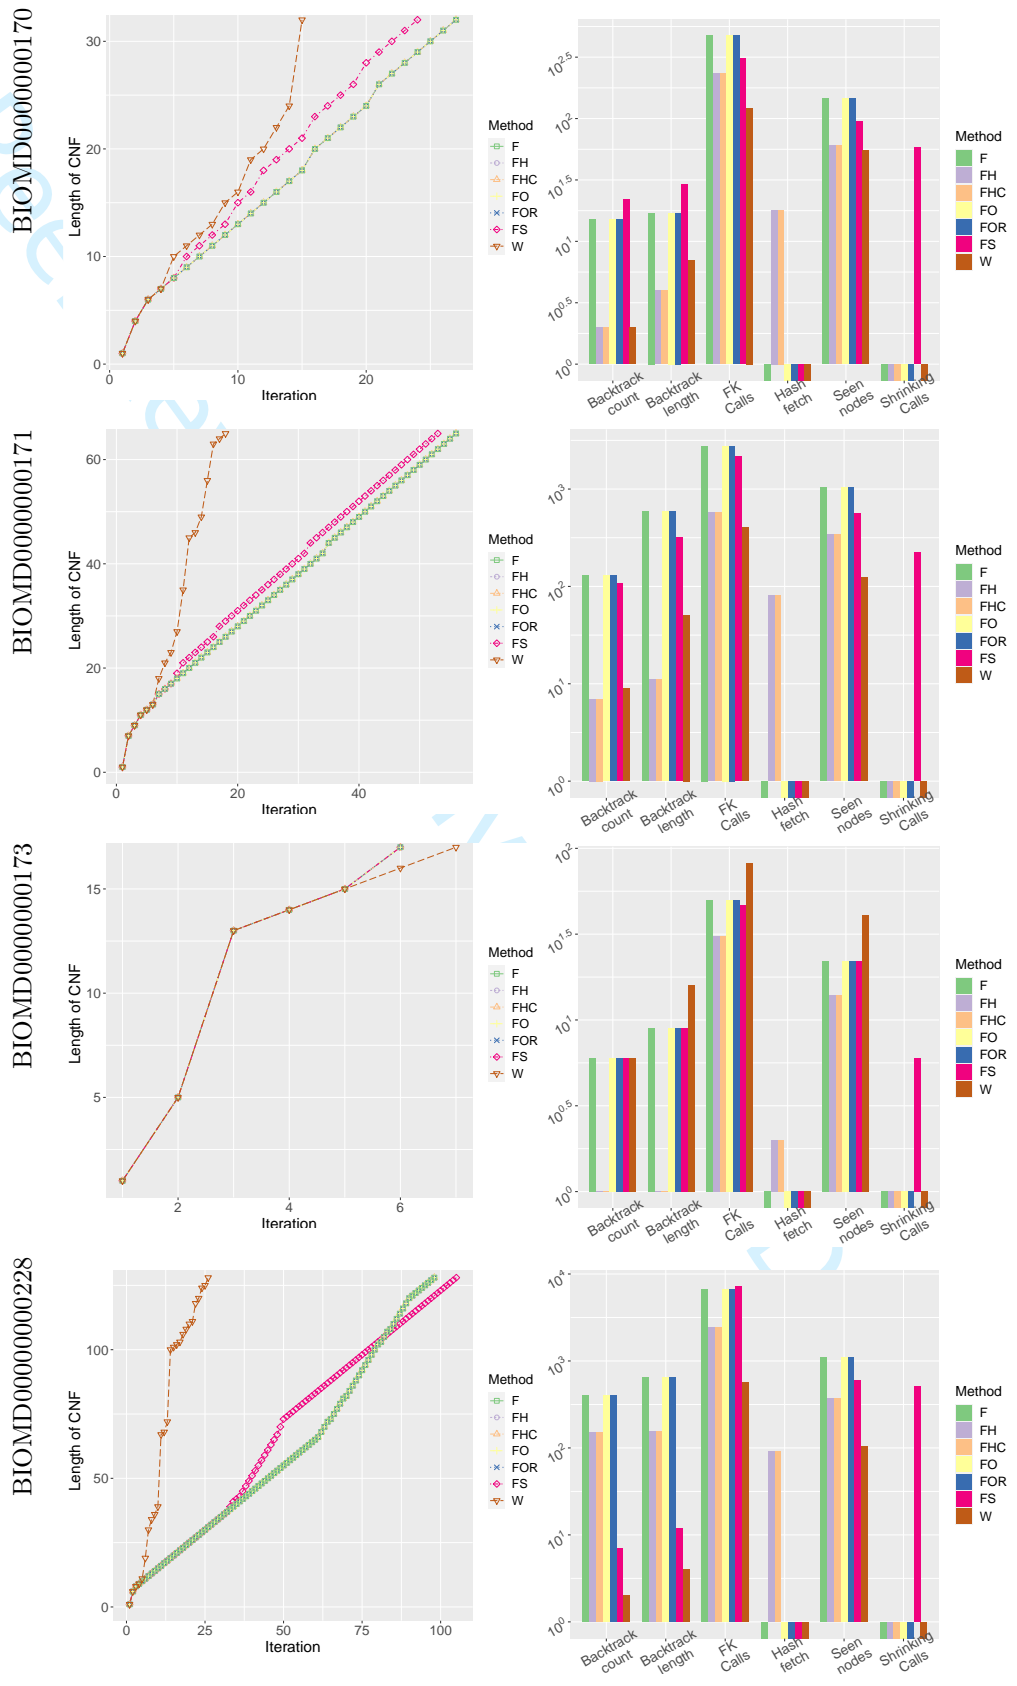 BIOMD0000000170
Length of CNF
30
20
10
0
0 10 20
Iteration
Method
F
FH
FHC
FO
FOR
FS
W
10^2.5
10^2
10^1.5
10^1
10^0.5
10^0
Backtrack count
Backtrack length
FK Calls
Hash fetch
Seen nodes
Shrinking Calls
Method
F
FH
FHC
FO
FOR
FS
W
BIOMD0000000171
Length of CNF
60
40
20
0
0 20 40
Iteration
Method
F
FH
FHC
FO
FOR
FS
W
10^3
10^2
10^1
10^0
Backtrack count
Backtrack length
FK Calls
Hash fetch
Seen nodes
Shrinking Calls
Method
F
FH
FHC
FO
FOR
FS
W
BIOMD0000000173
Length of CNF
15
10
5
2 4 6
Iteration
Method
F
FH
FHC
FO
FOR
FS
W
10^2
10^1.5
10^1
10^0.5
10^0
Backtrack count
Backtrack length
FK Calls
Hash fetch
Seen nodes
Shrinking Calls
Method
F
FH
FHC
FO
FOR
FS
W
BIOMD0000000228
Length of CNF
100
50
0
0 25 50 75 100
Iteration
Method
F
FH
FHC
FO
FOR
FS
W
10^4
10^3
10^2
10^1
10^0
Backtrack count
Backtrack length
FK Calls
Hash fetch
Seen nodes
Shrinking Calls
Method
F
FH
FHC
FO
FOR
FS
W